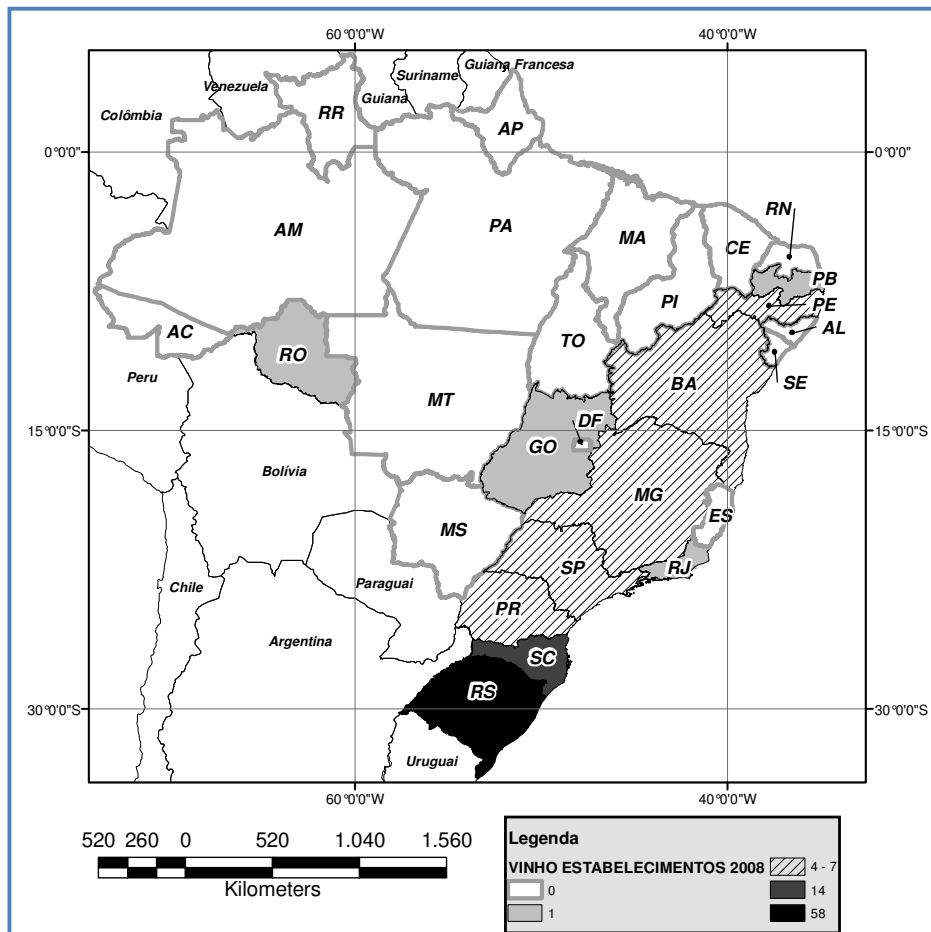 60°0'0"W 40°0'0"W
Venezuela Suriname Guiana Francesa
Colômbia Guiana
RR AP
0°0'0" 0°0'0"
RN
AM PA MA CE
PB
PI PE
AC AL
RO TO
Peru BA SE
MT
DF
15°0'0"S 15°0'0"S
GO
Bolívia
MG
ES
MS
SP RJ
Chile Paraguai
PR
Argentina SC
RS
30°0'0"S 30°0'0"S
Uruguai
60°0'0"W 40°0'0"W
520 260 0 520 1.040 1.560
Kilometers
Legenda
VINHO ESTABELECIMENTOS 2008
0
1
4 - 7
14
58